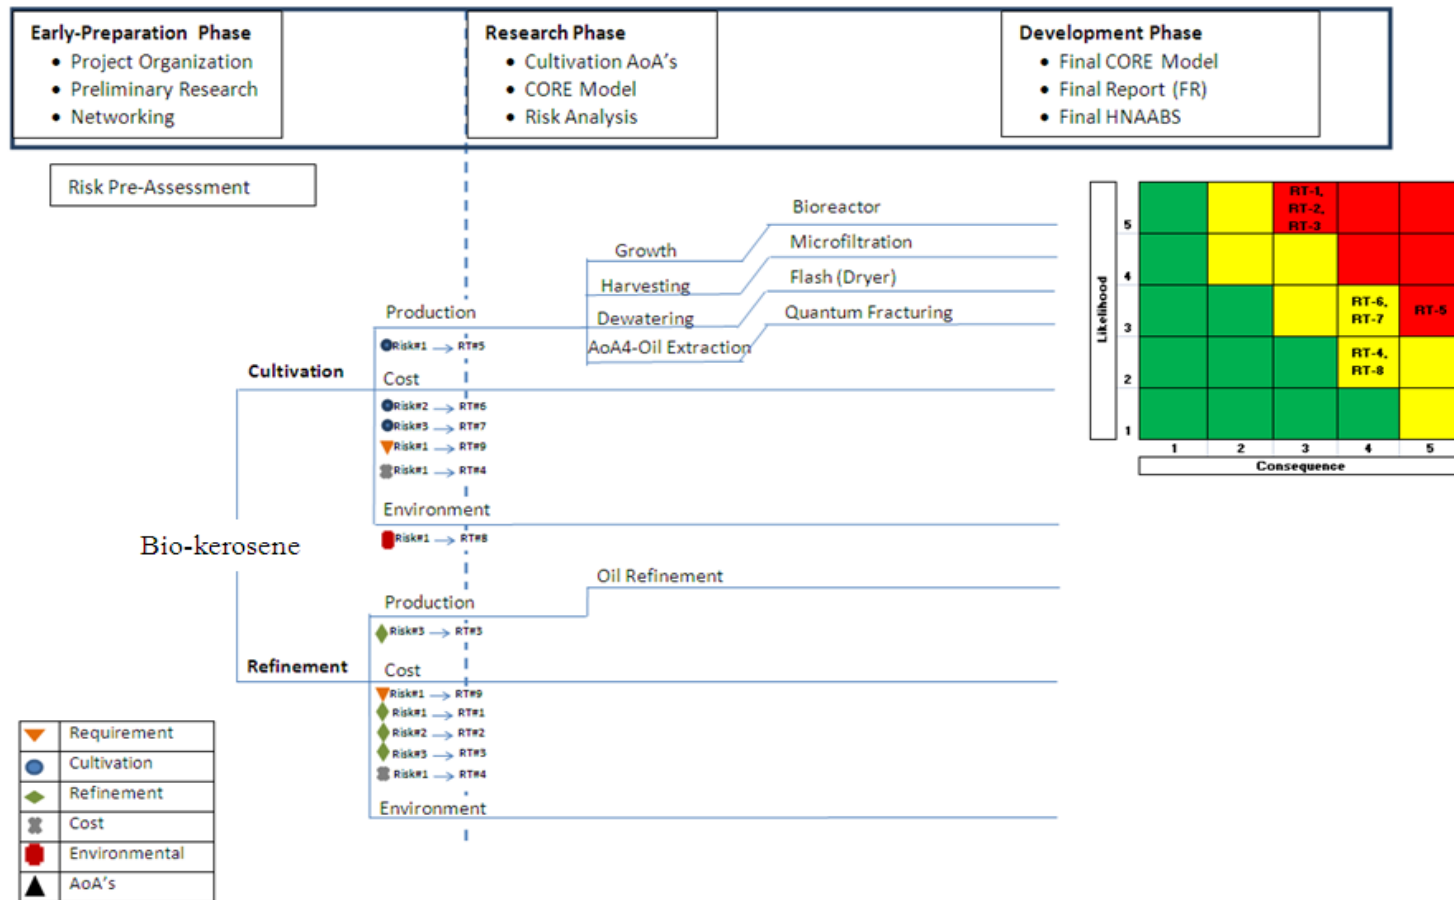 Early-Preparation Phase
• Project Organization
• Preliminary Research
• Networking
Research Phase
• Cultivation AoA's
• CORE Model
• Risk Analysis
Development Phase
• Final CORE Model
• Final Report (FR)
• Final HNAABS
Risk Pre-Assessment
Bioreactor
Growth
Microfiltration
Harvesting
Flash (Dryer)
Dewatering
Quantum Fracturing
AoA4-Oil Extraction
Production
Risk#1 → RT#5
Cultivation
Cost
Risk#2 → RT#6
Risk#3 → RT#7
Risk#1 → RT#9
Risk#1 → RT#4
Environment
Risk#1 → RT#8
Bio-kerosene
Oil Refinement
Production
Risk#3 → RT#3
Refinement
Cost
Risk#1 → RT#9
Risk#1 → RT#1
Risk#2 → RT#2
Risk#3 → RT#3
Risk#1 → RT#4
Environment
Requirement
Cultivation
Refinement
Cost
Environmental
AoA's
Likelihood
5
4
3
2
1
RT-1,
RT-2,
RT-3
RT-6,
RT-7
RT-5
RT-4,
RT-8
1 2 3 4 5
Consequence